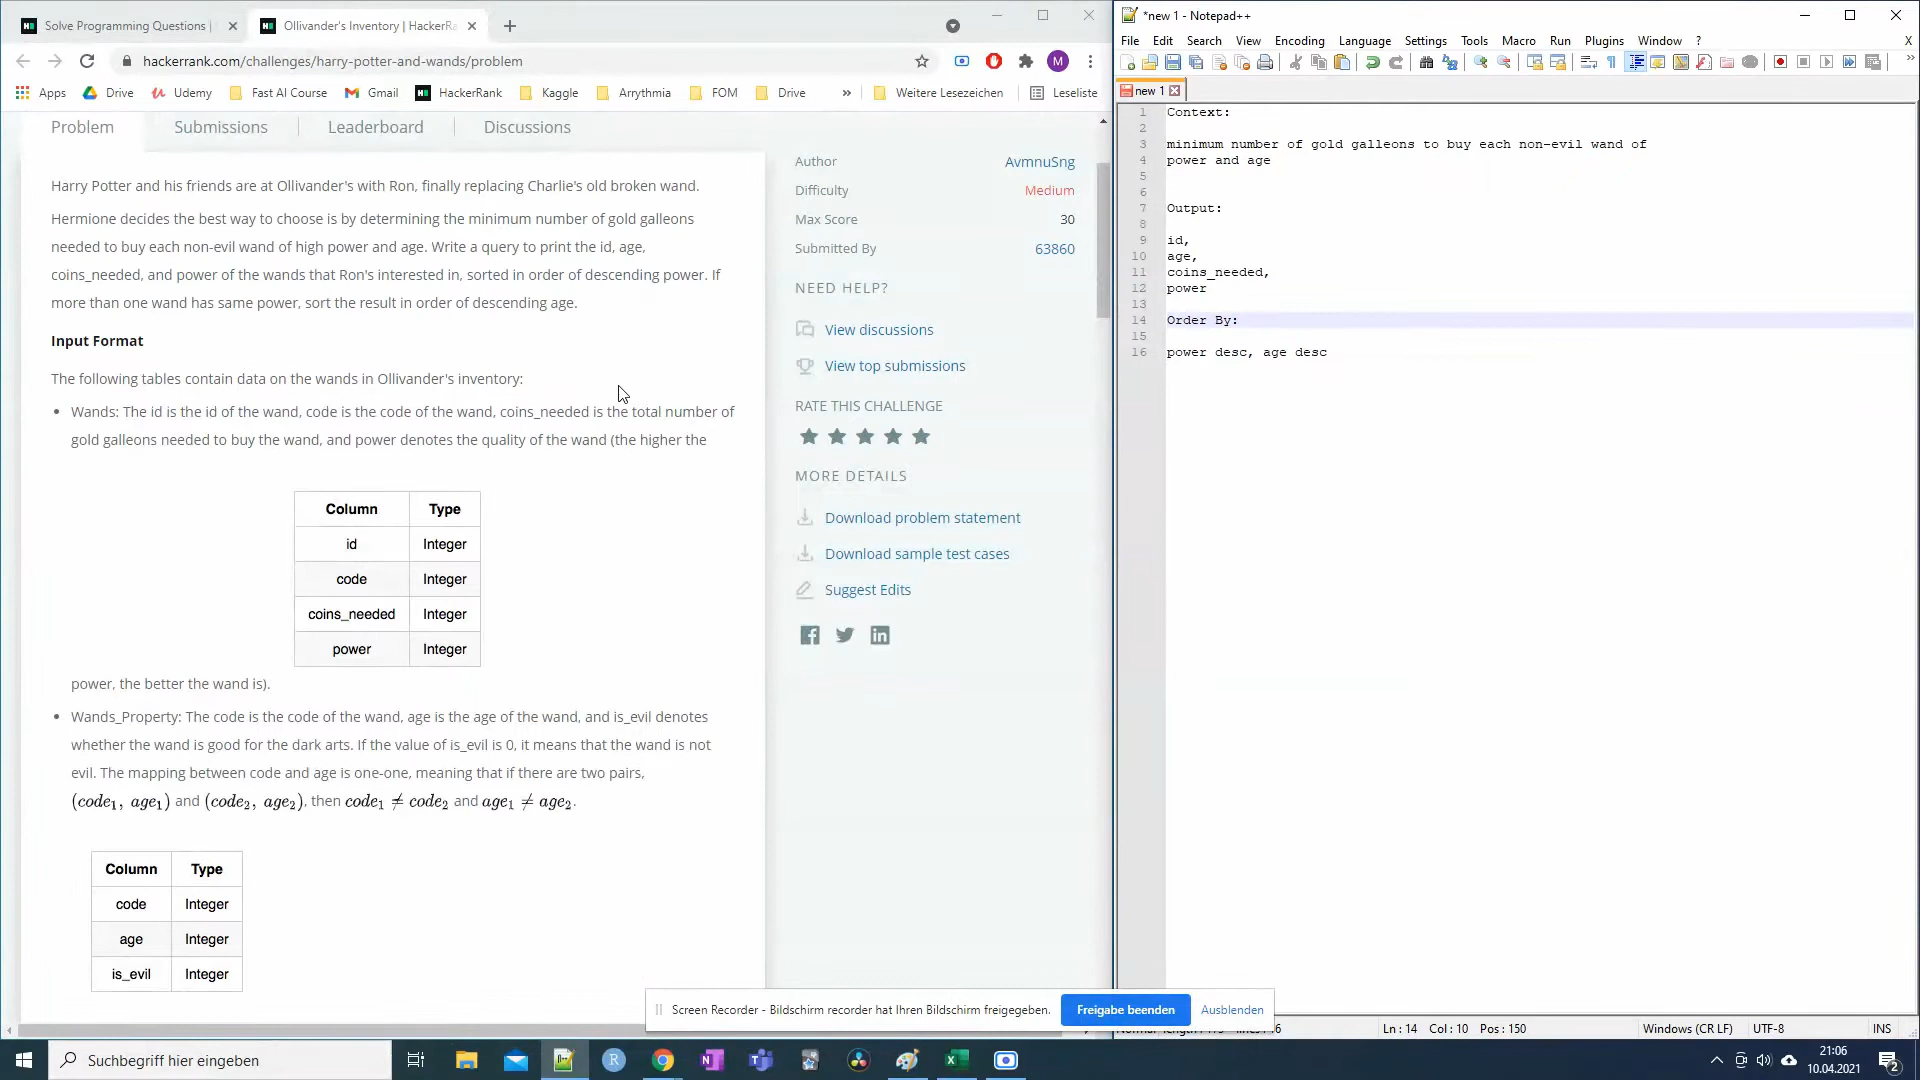 Solve Programming Questions |
Ollivander's Inventory | HackerRa
hackerrank.com/challenges/harry-potter-and-wands/problem
M
Apps
Drive
Udemy
Fast AI Course
Gmail
HackerRank
Kaggle
Arrythmia
FOM
Drive
»
Weitere Lesezeichen
Leseliste
Problem
Submissions
Leaderboard
Discussions
Harry Potter and his friends are at Ollivander's with Ron, finally replacing Charlie's old broken wand.
Hermione decides the best way to choose is by determining the minimum number of gold galleons
needed to buy each non-evil wand of high power and age. Write a query to print the id, age,
coins_needed, and power of the wands that Ron's interested in, sorted in order of descending power. If
more than one wand has same power, sort the result in order of descending age.
Input Format
The following tables contain data on the wands in Ollivander's inventory:
• Wands: The id is the id of the wand, code is the code of the wand, coins_needed is the total number of
gold galleons needed to buy the wand, and power denotes the quality of the wand (the higher the
Column Type
id Integer
code Integer
coins_needed Integer
power Integer
power, the better the wand is).
• Wands_Property: The code is the code of the wand, age is the age of the wand, and is_evil denotes
whether the wand is good for the dark arts. If the value of is_evil is 0, it means that the wand is not
evil. The mapping between code and age is one-one, meaning that if there are two pairs,
(code₁, age₁) and (code₂, age₂), then code₁ ≠ code₂ and age₁ ≠ age₂.
Column Type
code Integer
age Integer
is_evil Integer
Author AvmnuSng
Difficulty Medium
Max Score 30
Submitted By 63860
NEED HELP?
View discussions
View top submissions
RATE THIS CHALLENGE
MORE DETAILS
Download problem statement
Download sample test cases
Suggest Edits
Screen Recorder - Bildschirm recorder hat Ihren Bildschirm freigegeben.
Freigabe beenden
Ausblenden
*new 1 - Notepad++
File Edit Search View Encoding Language Settings Tools Macro Run Plugins Window ?
X
new 1
1 Context:
2
3 minimum number of gold galleons to buy each non-evil wand of
4 power and age
5
6
7 Output:
8
9 id,
10 age,
11 coins_needed,
12 power
13
14 Order By:
15
16 power desc, age desc
Ln: 14 Col: 10 Pos: 150
Windows (CR LF)
UTF-8
INS
Suchbegriff hier eingeben
21:06
10.04.2021
2